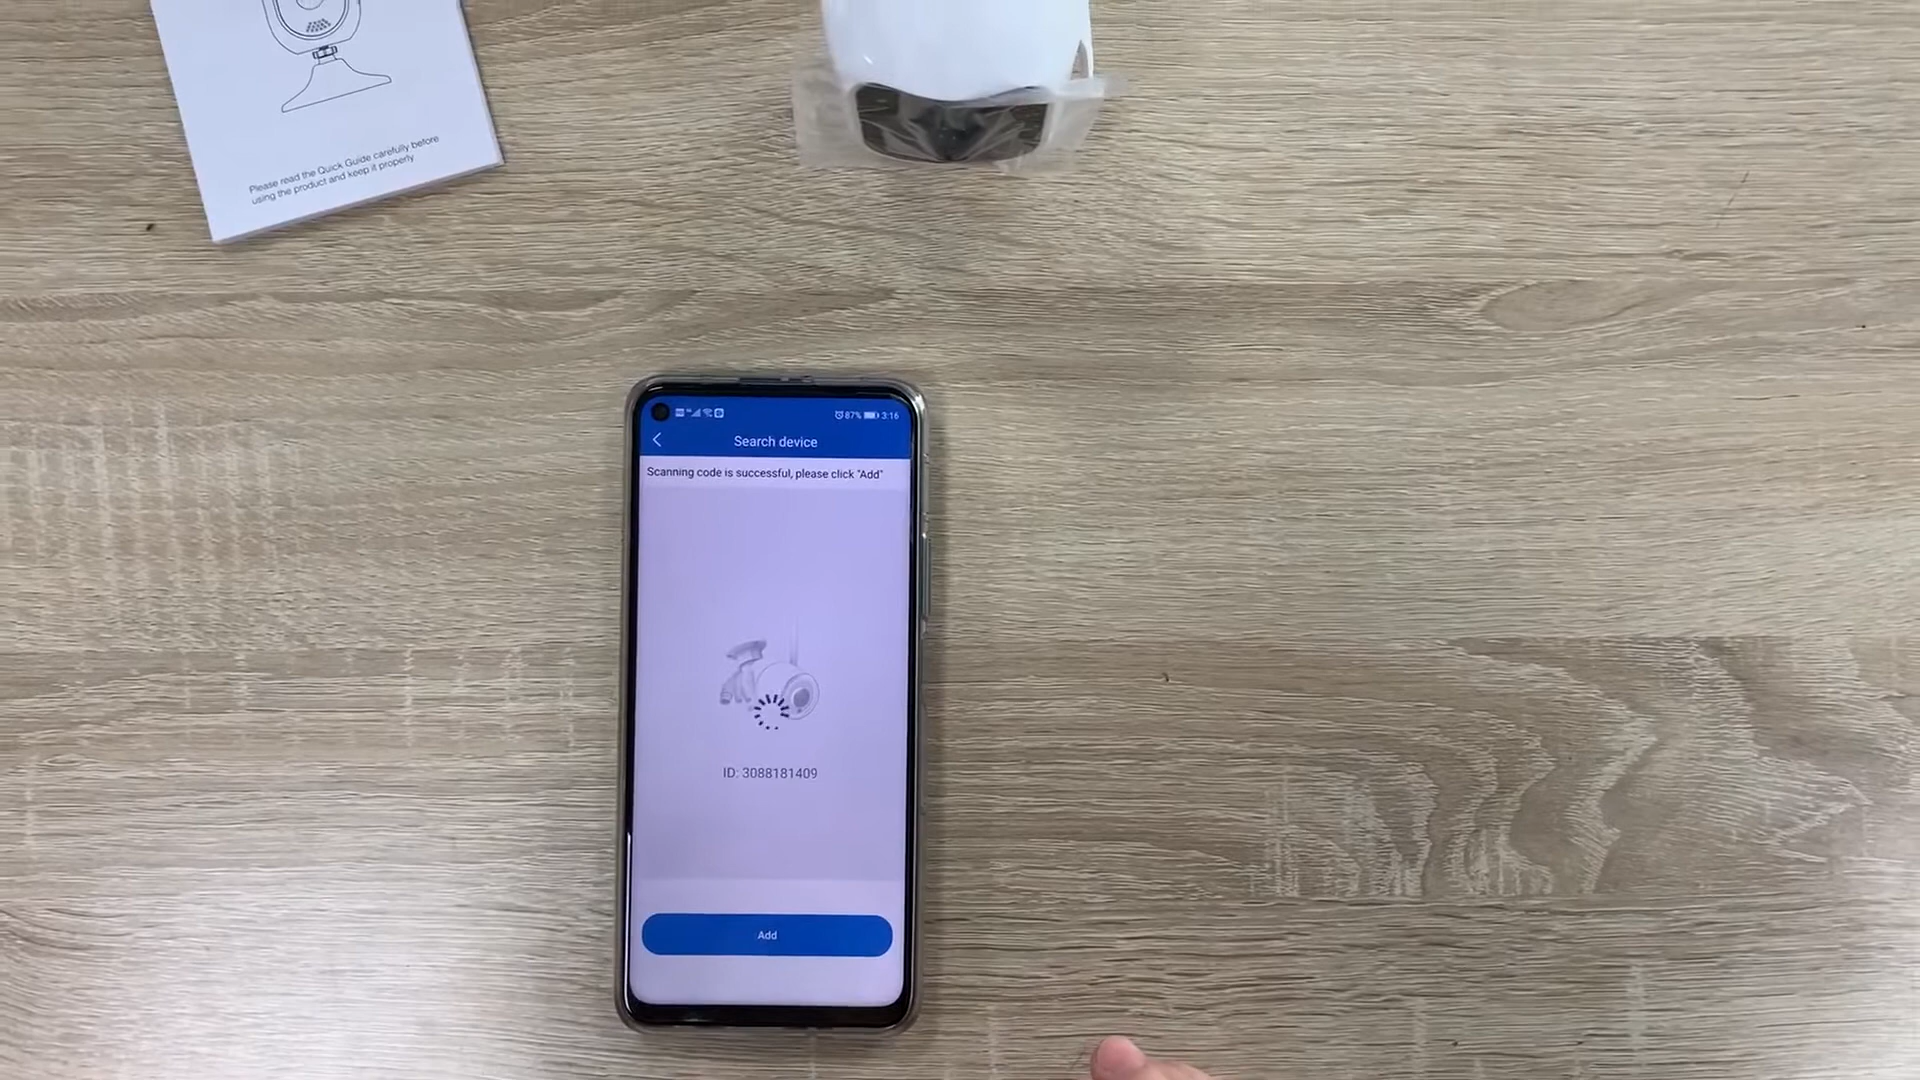 Please read the Quick Guide carefully before
using the product and keep it properly
87% 3:16
Search device
Scanning code is successful, please click "Add"
ID: 3088181409
Add